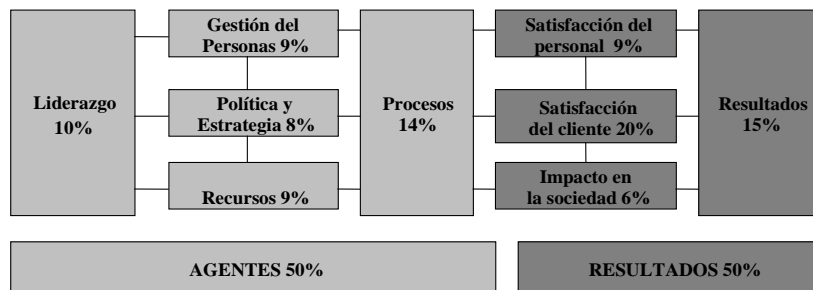 Gestión del
Personas 9%
Satisfacción del
personal 9%
Liderazgo
10%
Política y
Estrategia 8%
Procesos
14%
Satisfacción
del cliente 20%
Resultados
15%
Recursos 9%
Impacto en
la sociedad 6%
AGENTES 50%
RESULTADOS 50%